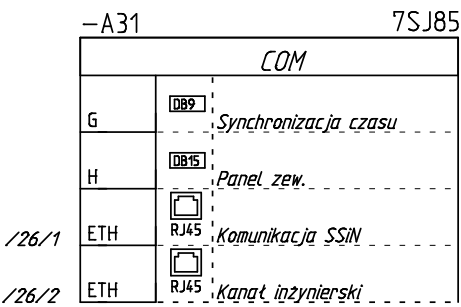 -A31 7SJ85
COM
G DB9 Synchronizacja czasu
H DB15 Panel zew.
/26/1 ETH RJ45 Komunikacja SSiN
/26/2 ETH RJ45 Kanał inżynierski